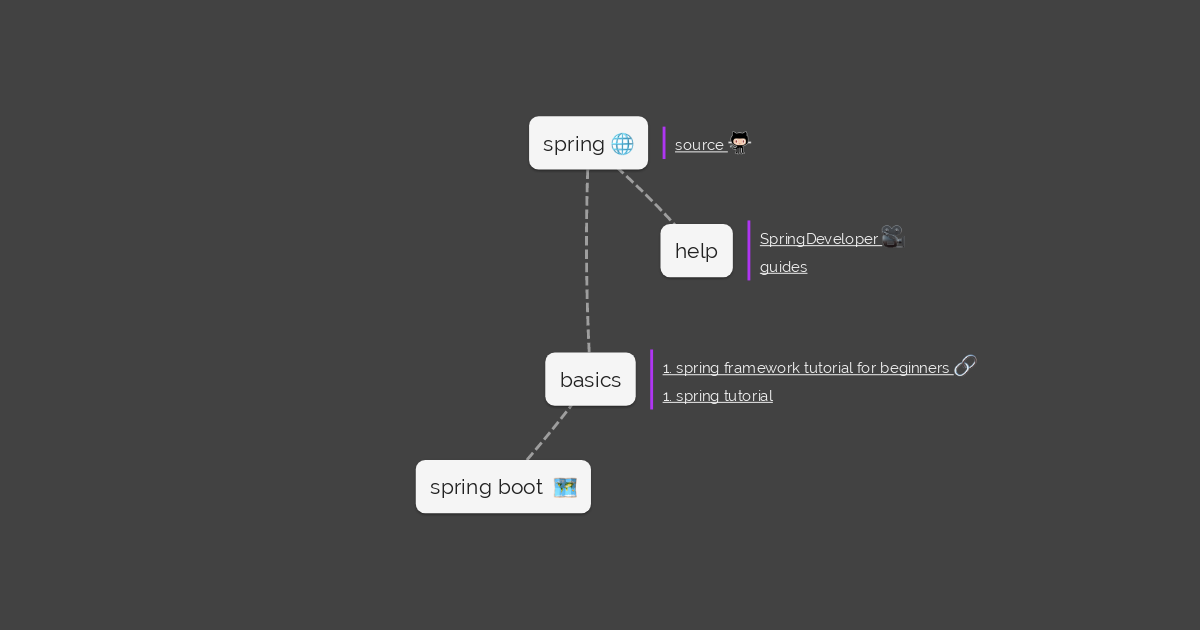 spring 🌐
source
help
SpringDeveloper 🎥
guides
basics
1. spring framework tutorial for beginners 🔗
1. spring tutorial
spring boot 🗺️